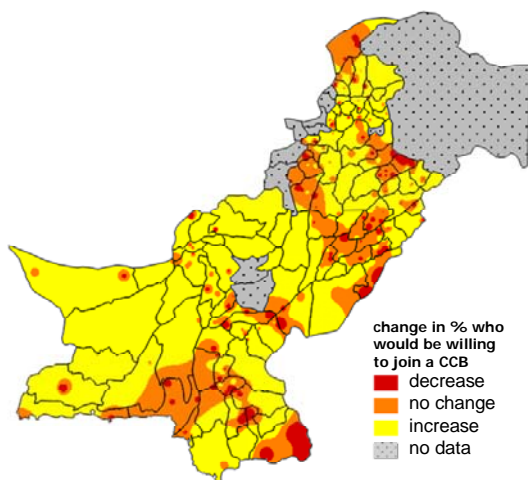 change in % who
would be willing
to join a CCB
decrease
no change
increase
no data